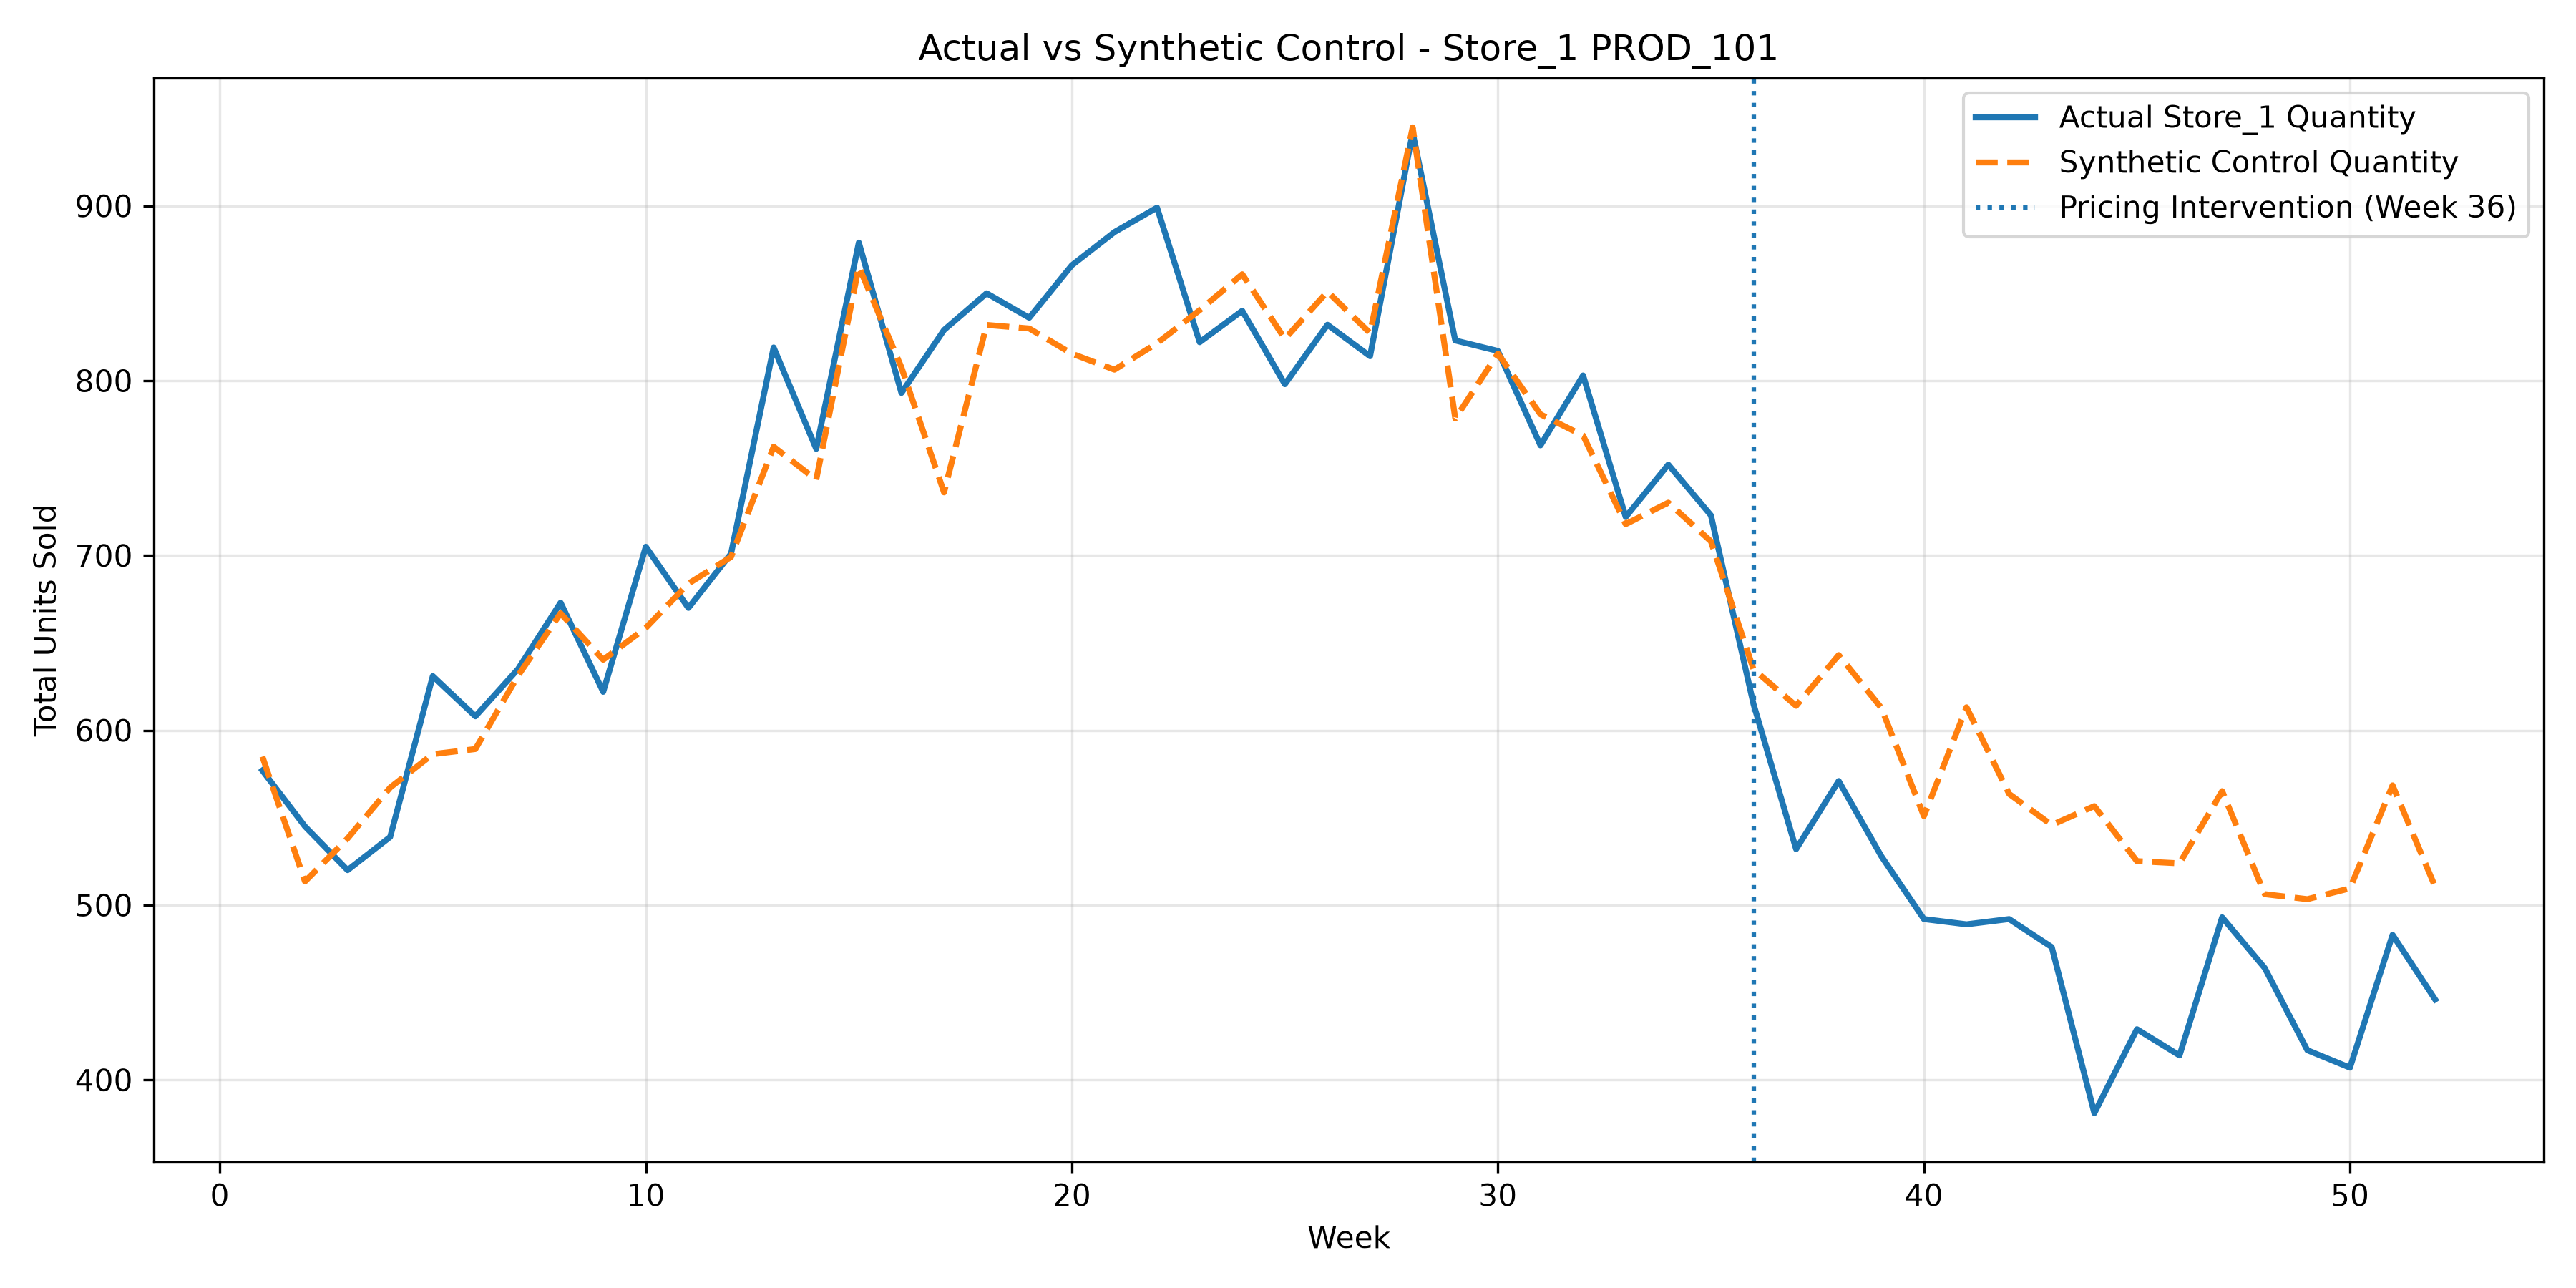 Actual vs Synthetic Control - Store_1 PROD_101
Actual Store_1 Quantity
Synthetic Control Quantity
Pricing Intervention (Week 36)
Total Units Sold
900
800
700
600
500
400
0 10 20 30 40 50
Week